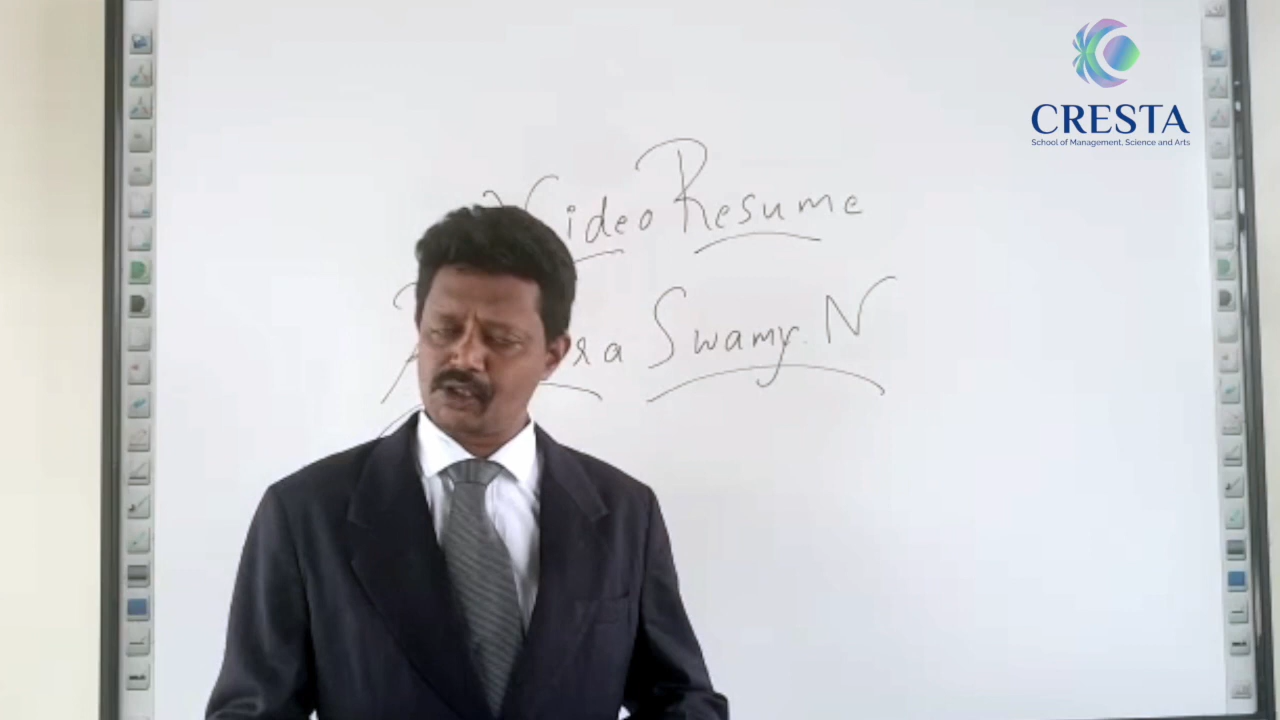 CRESTA
School of Management, Science and Arts
Video Resume
Swamy. N